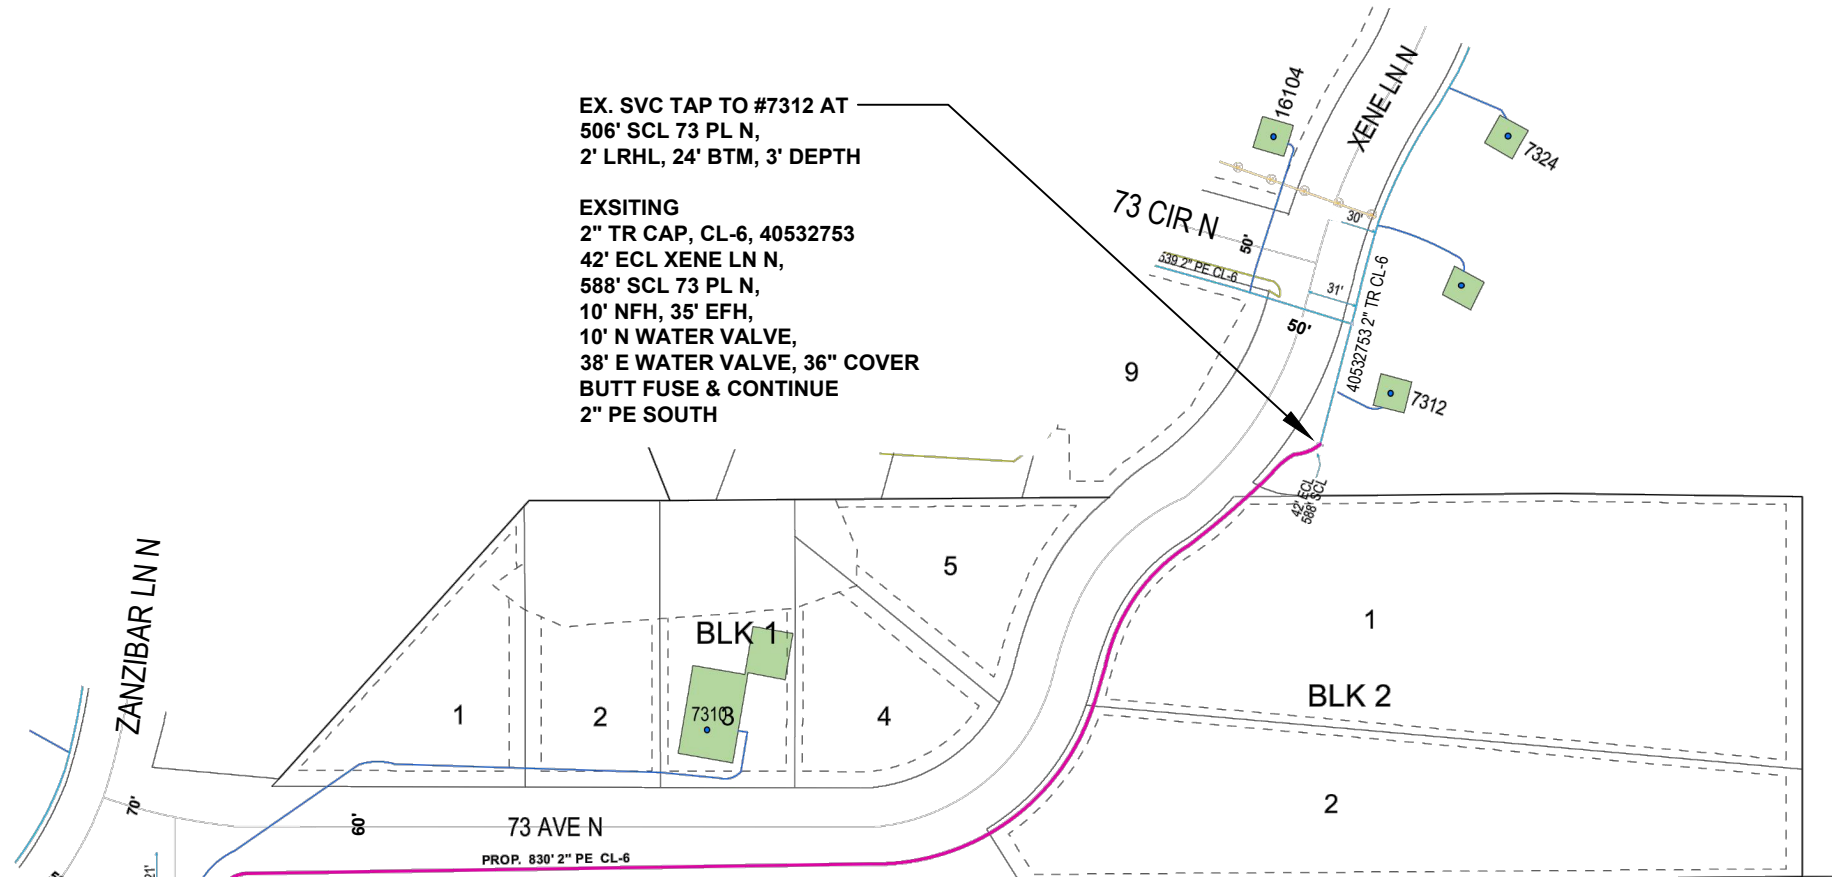 EX. SVC TAP TO #7312 AT
506' SCL 73 PL N,
2' LRHL, 24' BTM, 3' DEPTH
EXSITING
2" TR CAP, CL-6, 40532753
42' ECL XENE LN N,
588' SCL 73 PL N,
10' NFH, 35' EFH,
10' N WATER VALVE,
38' E WATER VALVE, 36" COVER
BUTT FUSE & CONTINUE
2" PE SOUTH
16104
XENE LN N
7324
73 CIR N
30'
50'
539 2" PE CL-6
31'
50'
40532753 2" TR CL-6
9
7312
42' ECL
588' SCL
5
1
BLK 1
ZANZIBAR LN N
1
2
7310
3
4
BLK 2
2
70'
60'
73 AVE N
PROP. 830' 2" PE CL-6
21'